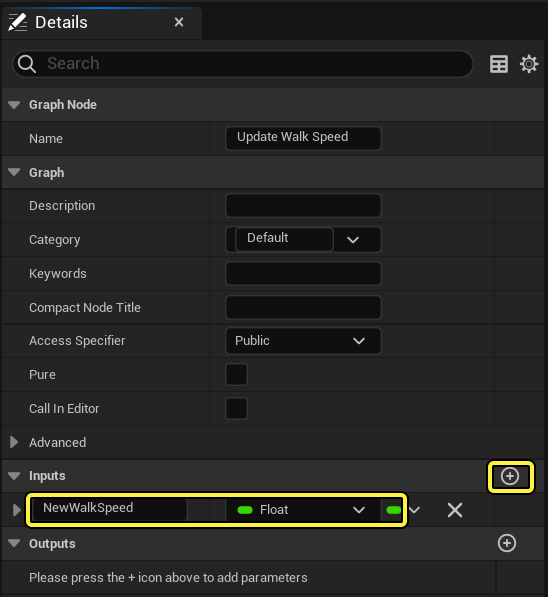 Details
Search
Graph Node
Name Update Walk Speed
Graph
Description
Category Default
Keywords
Compact Node Title
Access Specifier Public
Pure
Call In Editor
Advanced
Inputs
NewWalkSpeed Float
Outputs
Please press the + icon above to add parameters